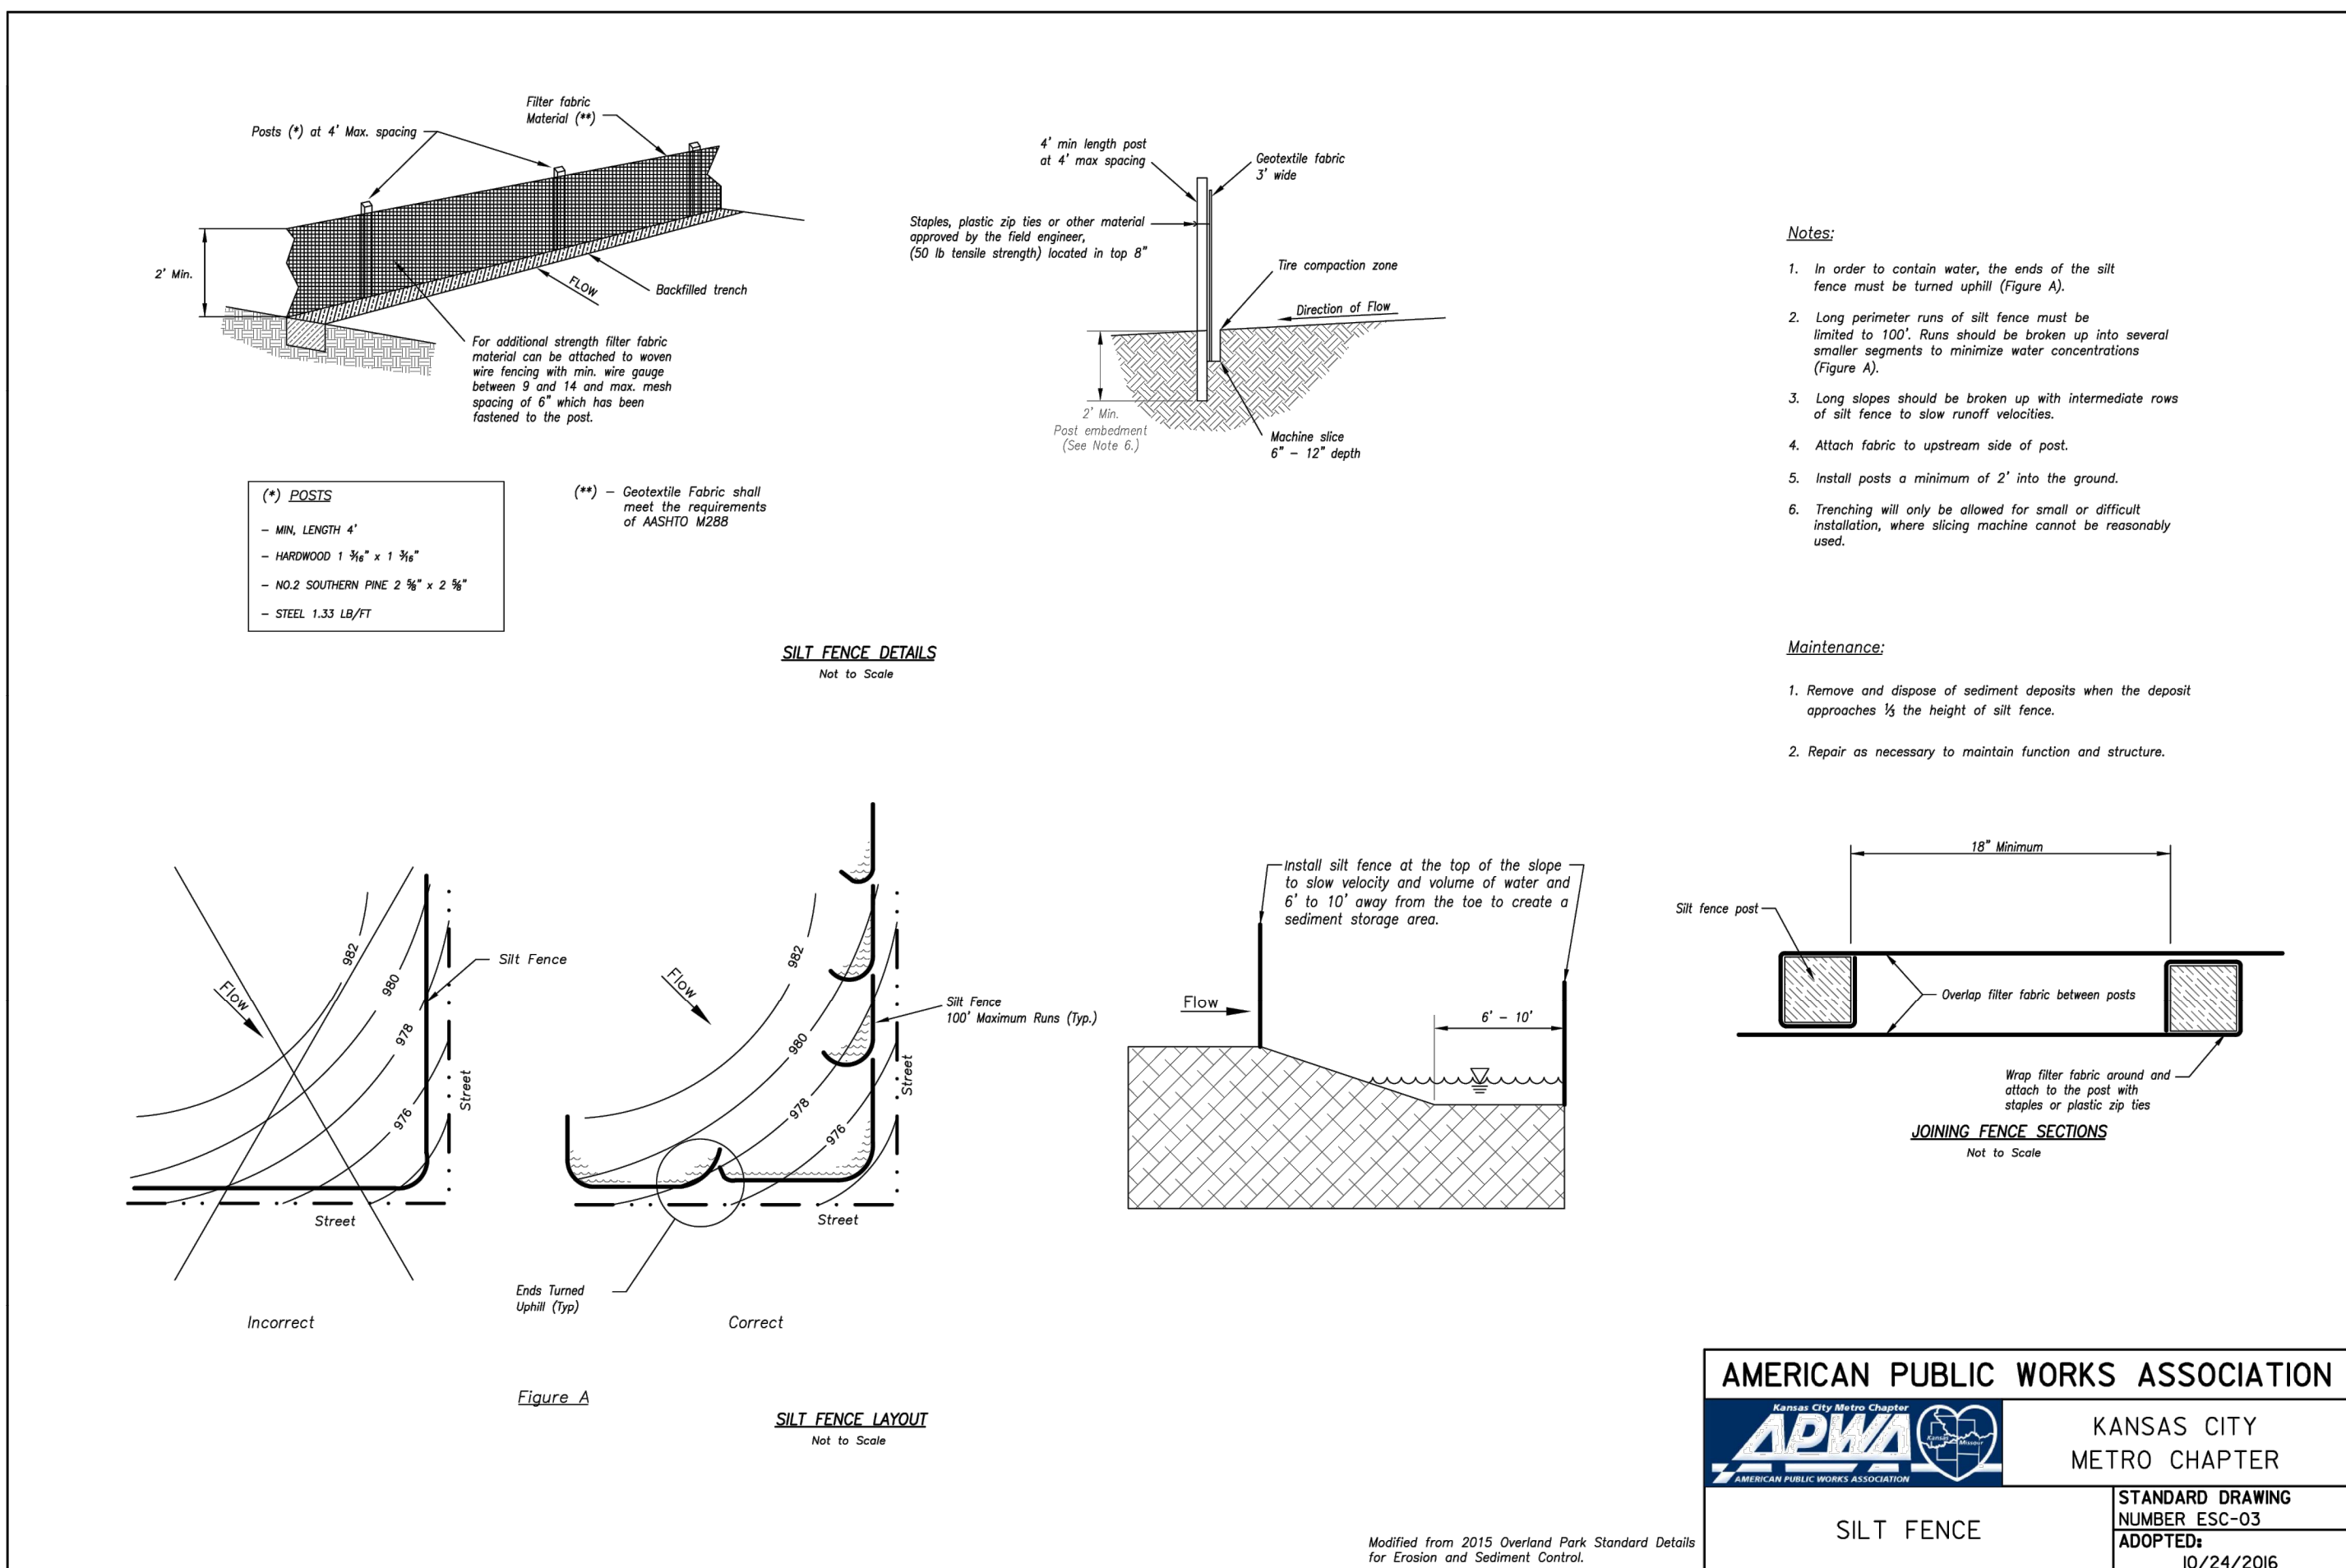 Filter fabric
Material (**)
Posts (*) at 4' Max. spacing
2' Min.
FLOW
Backfilled trench
For additional strength filter fabric
material can be attached to woven
wire fencing with min. wire gauge
between 9 and 14 and max. mesh
spacing of 6" which has been
fastened to the post.
4' min length post
at 4' max spacing
Geotextile fabric
3' wide
Staples, plastic zip ties or other material
approved by the field engineer,
(50 lb tensile strength) located in top 8"
Tire compaction zone
Direction of Flow
2' Min.
Post embedment
(See Note 6.)
Machine slice
6" – 12" depth
(*) POSTS
– MIN, LENGTH 4'
– HARDWOOD 1 3/16" x 1 3/16"
– NO.2 SOUTHERN PINE 2 5/8" x 2 5/8"
– STEEL 1.33 LB/FT
(**) – Geotextile Fabric shall
meet the requirements
of AASHTO M288
SILT FENCE DETAILS
Not to Scale
Notes:
1. In order to contain water, the ends of the silt
fence must be turned uphill (Figure A).
2. Long perimeter runs of silt fence must be
limited to 100'. Runs should be broken up into several
smaller segments to minimize water concentrations
(Figure A).
3. Long slopes should be broken up with intermediate rows
of silt fence to slow runoff velocities.
4. Attach fabric to upstream side of post.
5. Install posts a minimum of 2' into the ground.
6. Trenching will only be allowed for small or difficult
installation, where slicing machine cannot be reasonably
used.
Maintenance:
1. Remove and dispose of sediment deposits when the deposit
approaches 1/3 the height of silt fence.
2. Repair as necessary to maintain function and structure.
982
980
978
976
Flow
Silt Fence
Street
Street
Incorrect
982
980
978
976
Flow
Silt Fence
100' Maximum Runs (Typ.)
Street
Street
Ends Turned
Uphill (Typ)
Correct
Figure A
SILT FENCE LAYOUT
Not to Scale
Install silt fence at the top of the slope
to slow velocity and volume of water and
6' to 10' away from the toe to create a
sediment storage area.
Flow
6' – 10'
18" Minimum
Silt fence post
Overlap filter fabric between posts
Wrap filter fabric around and
attach to the post with
staples or plastic zip ties
JOINING FENCE SECTIONS
Not to Scale
Modified from 2015 Overland Park Standard Details
for Erosion and Sediment Control.
AMERICAN PUBLIC WORKS ASSOCIATION
Kansas City Metro Chapter
APWA
Kansas
Missouri
AMERICAN PUBLIC WORKS ASSOCIATION
KANSAS CITY
METRO CHAPTER
SILT FENCE
STANDARD DRAWING
NUMBER ESC-03
ADOPTED:
10/24/2016